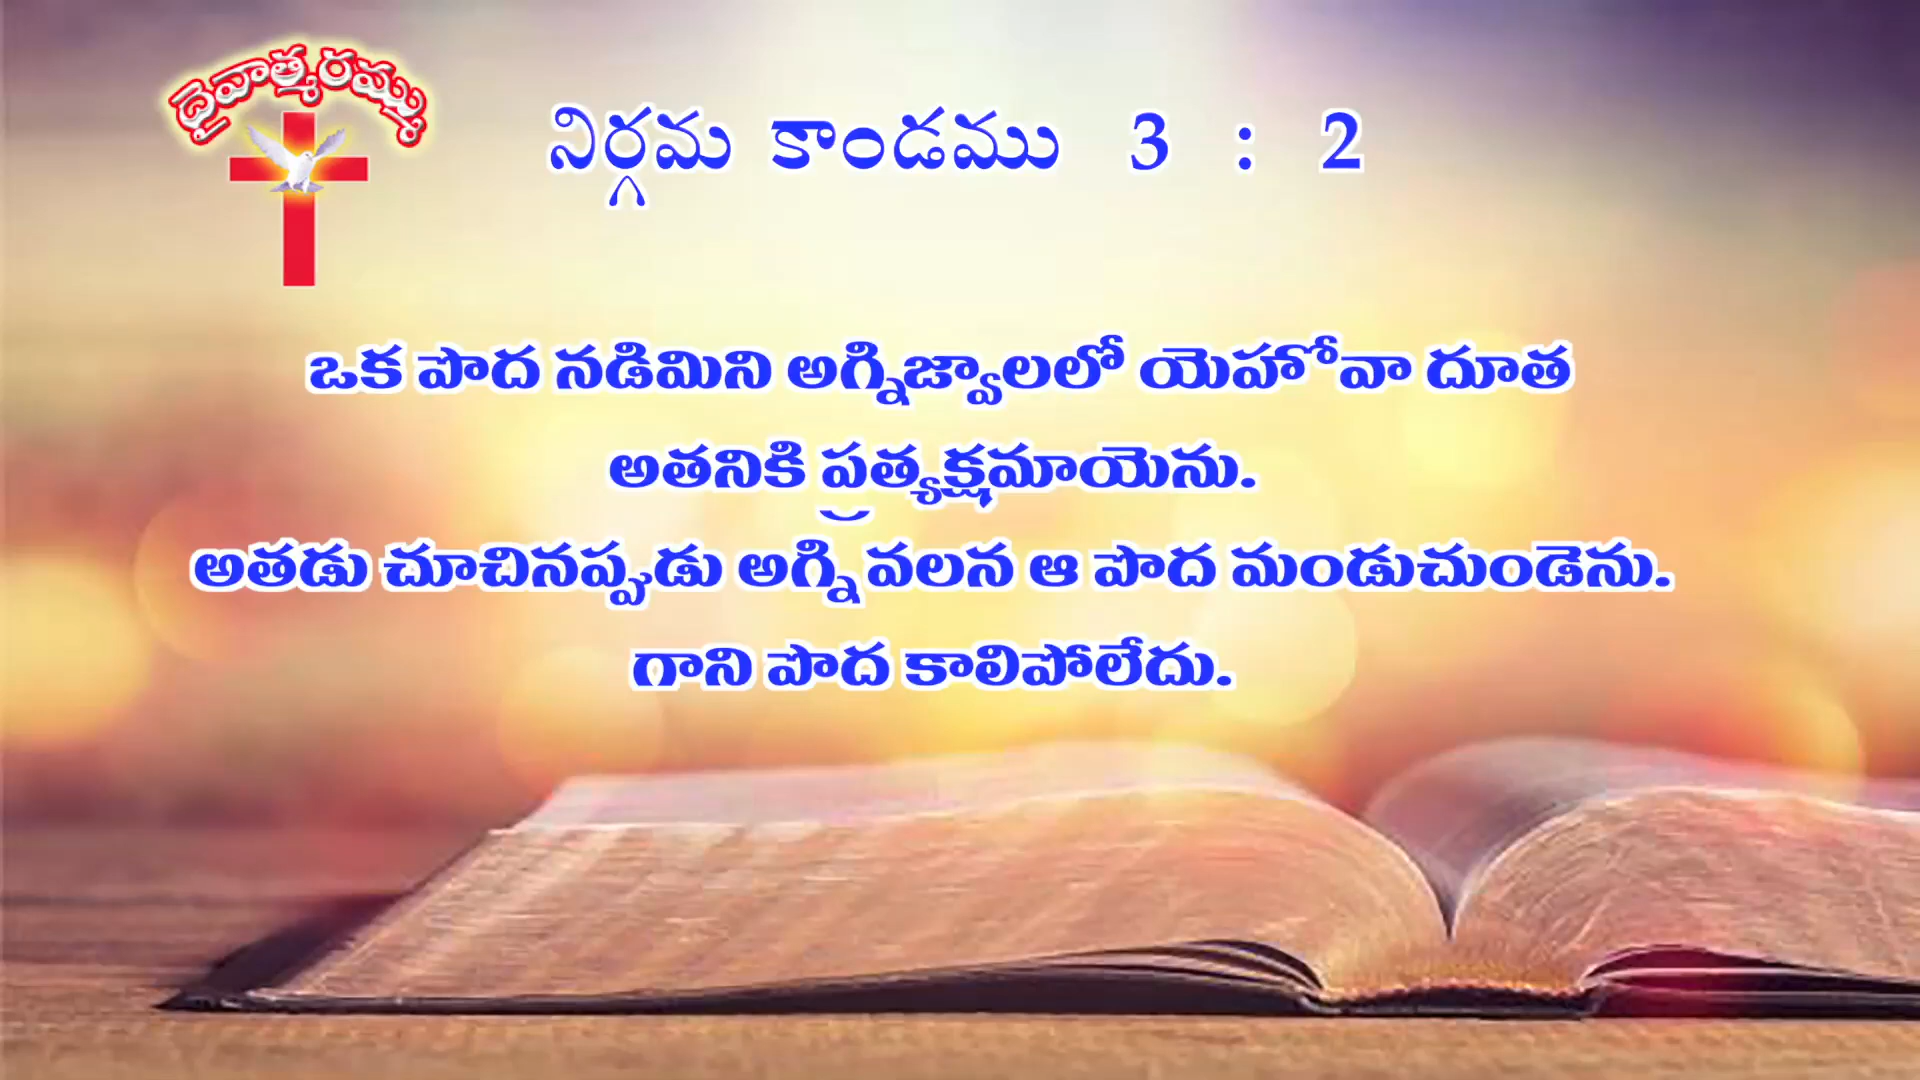 దైవాత్మరమ్ము
నిర్గమ కాండము 3 : 2
ఒక పొద నడిమిని అగ్నిజ్వాలలో యెహోవా దూత
అతనికి ప్రత్యక్షమాయెను.
అతడు చూచినప్పుడు అగ్ని వలన ఆ పొద మండుచుండెను.
గాని పొద కాలిపోలేదు.